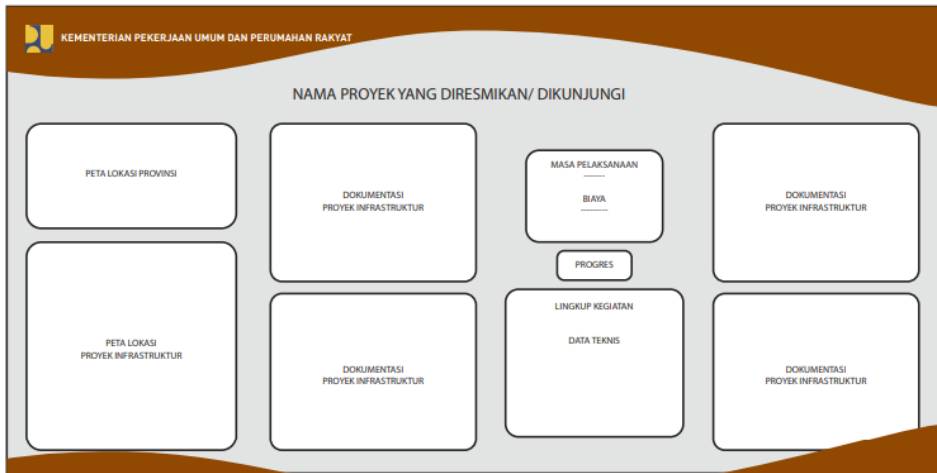 KEMENTERIAN PEKERJAAN UMUM DAN PERUMAHAN RAKYAT
NAMA PROYEK YANG DIRESMIKAN/ DIKUNJUNGI
PETA LOKASI PROVINSI
PETA LOKASI
PROYEK INFRASTRUKTUR
DOKUMENTASI
PROYEK INFRASTRUKTUR
DOKUMENTASI
PROYEK INFRASTRUKTUR
MASA PELAKSANAAN
--------
BIAYA
----------
PROGRES
LINGKUP KEGIATAN
DATA TEKNIS
DOKUMENTASI
PROYEK INFRASTRUKTUR
DOKUMENTASI
PROYEK INFRASTRUKTUR